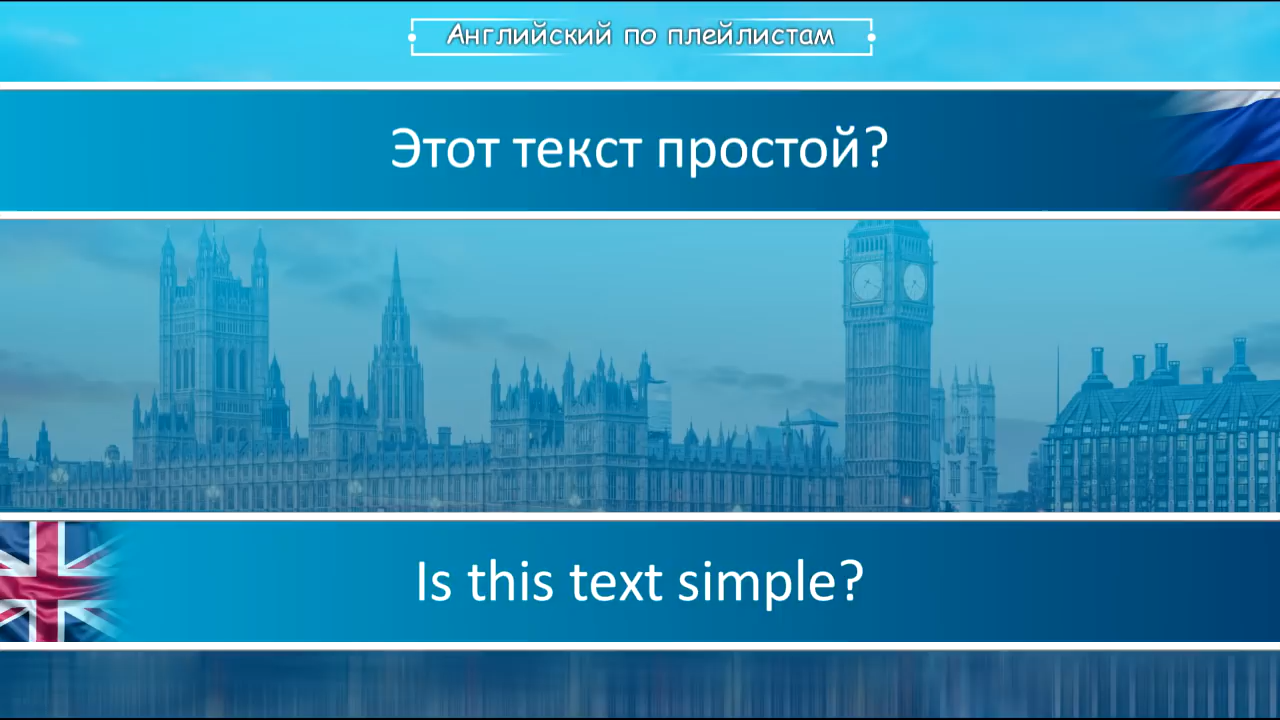 Английский по плейлистам
Этот текст простой?
Is this text simple?